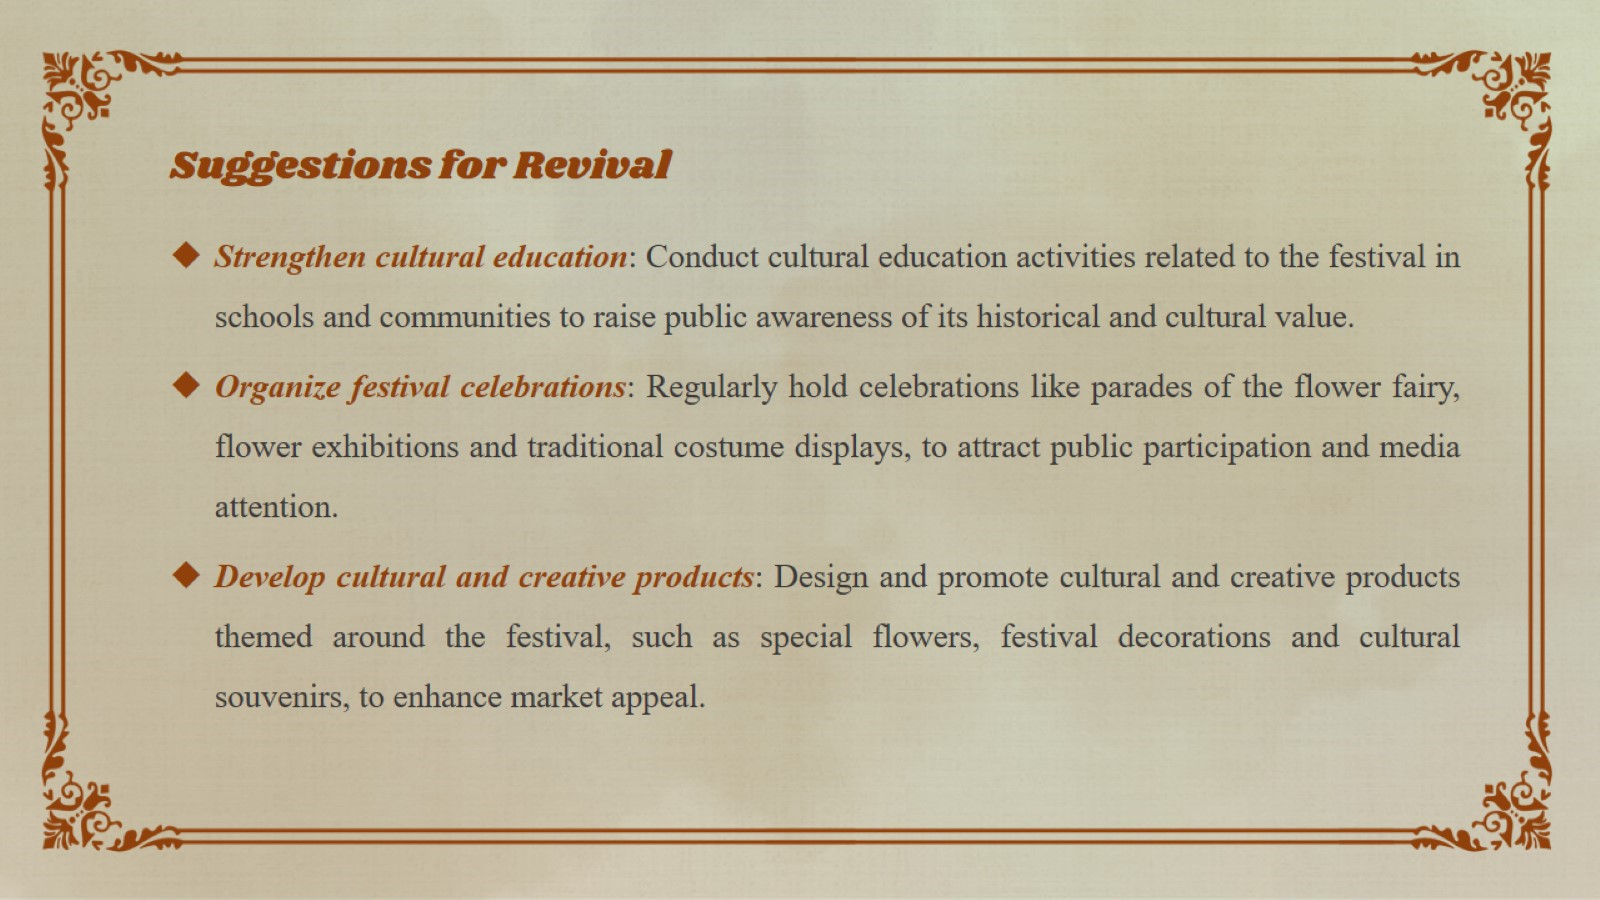 Suggestions for Revival
Strengthen cultural education: Conduct cultural education activities related to the festival in
schools and communities to raise public awareness of its historical and cultural value.
Organize festival celebrations: Regularly hold celebrations like parades of the flower fairy,
flower exhibitions and traditional costume displays, to attract public participation and media
attention.
Develop cultural and creative products: Design and promote cultural and creative products
themed around the festival, such as special flowers, festival decorations and cultural
souvenirs, to enhance market appeal.